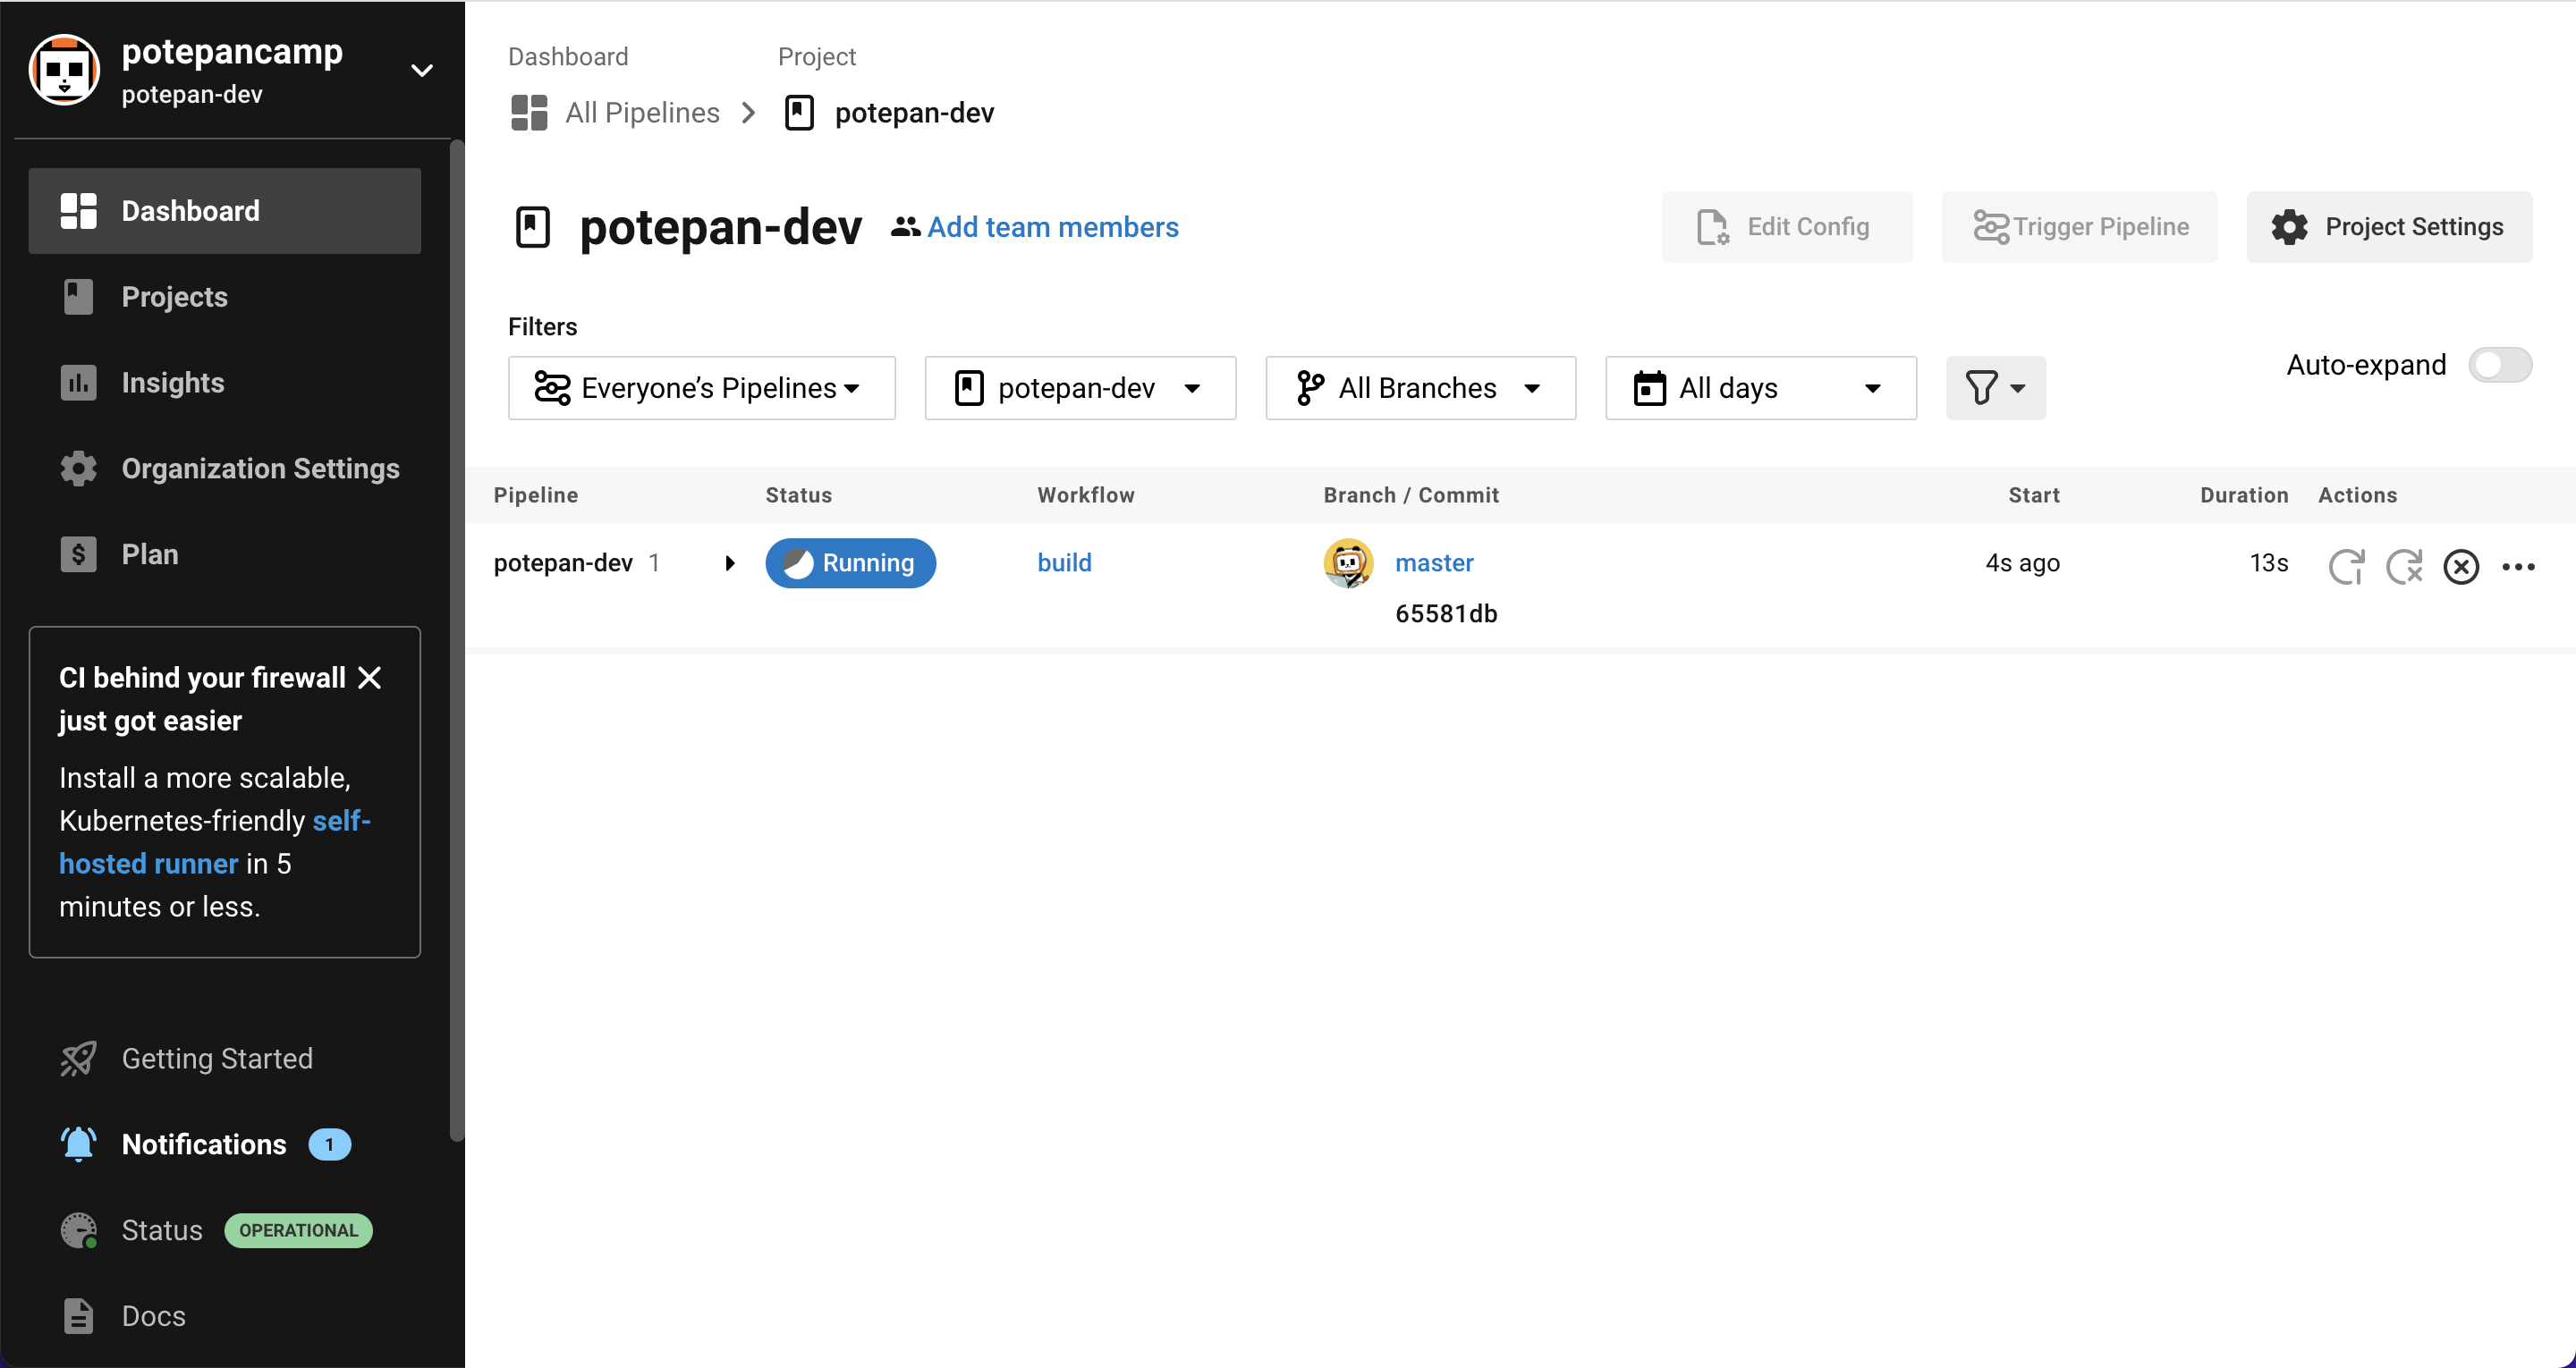 potepancamp
potepan-dev
Dashboard
Projects
Insights
Organization Settings
Plan
CI behind your firewall
just got easier
Install a more scalable,
Kubernetes-friendly self-
hosted runner in 5
minutes or less.
Getting Started
Notifications 1
Status OPERATIONAL
Docs
Dashboard Project
All Pipelines potepan-dev
potepan-dev Add team members Edit Config Trigger Pipeline Project Settings
Filters
Everyone’s Pipelines potepan-dev All Branches All days Auto-expand
Pipeline Status Workflow Branch / Commit Start Duration Actions
potepan-dev 1 Running build master 4s ago 13s
65581db